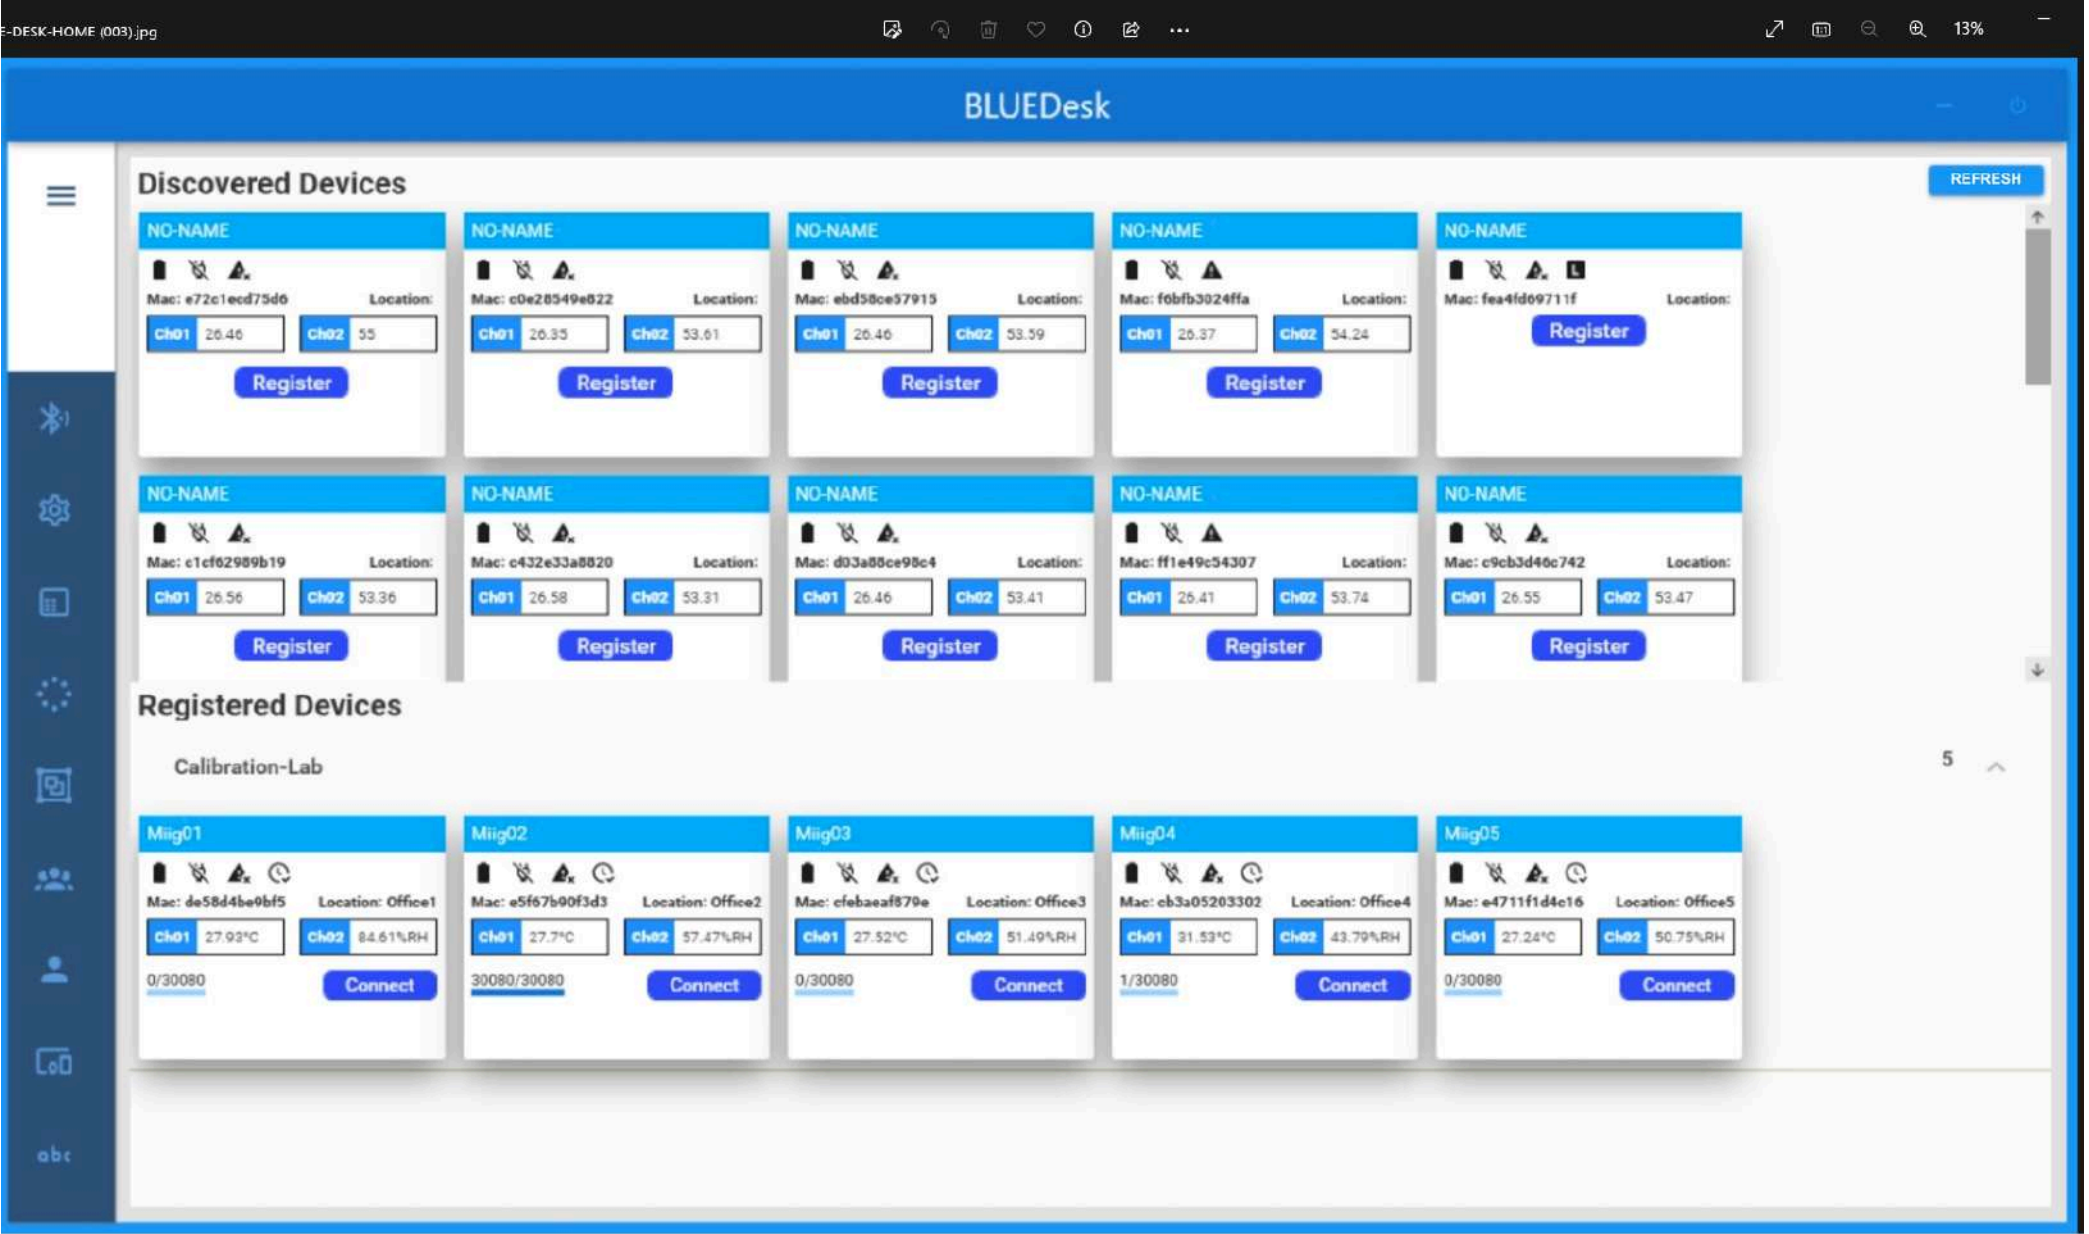 E-DESK-HOME (003).jpg
13%
BLUEDesk
Discovered Devices
REFRESH
NO-NAME NO-NAME NO-NAME NO-NAME NO-NAME
L
Mac: e72c1ecd75d6 Location: Mac: c0e28549e822 Location: Mac: ebd58ce57915 Location: Mac: f6bfb3024ffa Location: Mac: fea4fd69711f Location:
Ch01 26.46 Ch02 55 Ch01 26.35 Ch02 53.61 Ch01 26.46 Ch02 53.59 Ch01 26.37 Ch02 54.24 Register
Register Register Register Register
NO-NAME NO-NAME NO-NAME NO-NAME NO-NAME
Mac: c1cf62989b19 Location: Mac: c432e33a8820 Location: Mac: d03a88ce98c4 Location: Mac: ff1e49c54307 Location: Mac: c9cb3d46c742 Location:
Ch01 26.56 Ch02 53.36 Ch01 26.58 Ch02 53.31 Ch01 26.46 Ch02 53.41 Ch01 26.41 Ch02 53.74 Ch01 26.55 Ch02 53.47
Register Register Register Register Register
Registered Devices
Calibration-Lab 5
Miig01 Miig02 Miig03 Miig04 Miig05
Mac: de58d4be9bf5 Location: Office1 Mac: e5f67b90f3d3 Location: Office2 Mac: cfebaeaf879e Location: Office3 Mac: cb3a05203302 Location: Office4 Mac: e4711f1d4c16 Location: Office5
Ch01 27.93°C Ch02 84.61%RH Ch01 27.7°C Ch02 57.47%RH Ch01 27.52°C Ch02 51.49%RH Ch01 31.53°C Ch02 43.79%RH Ch01 27.24°C Ch02 50.75%RH
0/30080 Connect 30080/30080 Connect 0/30080 Connect 1/30080 Connect 0/30080 Connect
abc